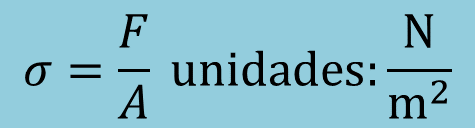 σ = F/A unidades: N/m²